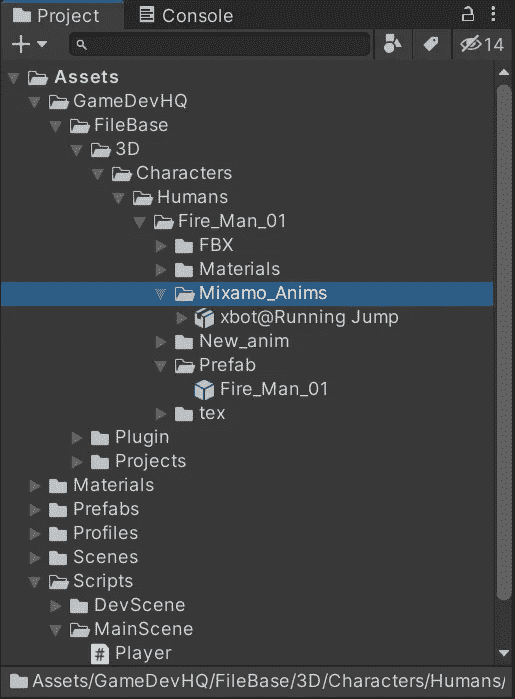 Project Console
14
Assets
GameDevHQ
FileBase
3D
Characters
Humans
Fire_Man_01
FBX
Materials
Mixamo_Anims
xbot@Running Jump
New_anim
Prefab
Fire_Man_01
tex
Plugin
Projects
Materials
Prefabs
Profiles
Scenes
Scripts
DevScene
MainScene
Player
Assets/GameDevHQ/FileBase/3D/Characters/Humans/